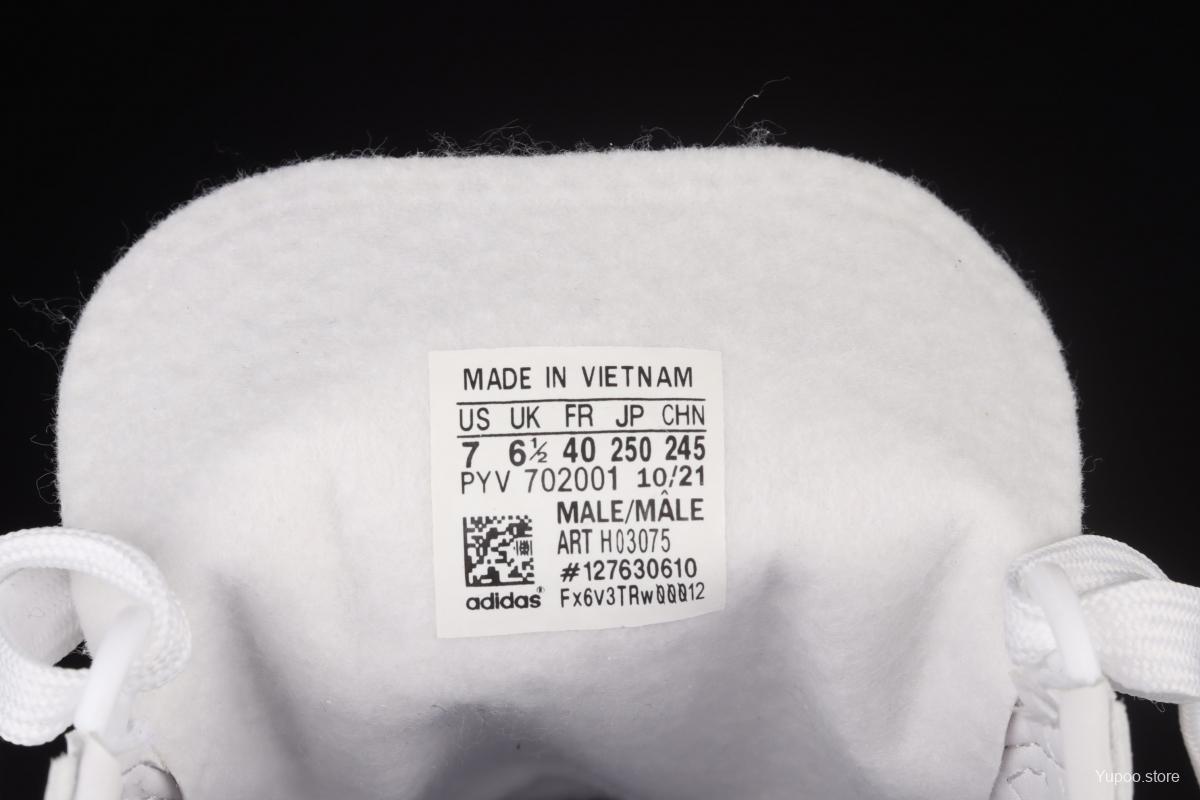 MADE IN VIETNAM
US UK FR JP CHN
7 6½ 40 250 245
PYV 702001 10/21
MALE/MÂLE
ART H03075
#127630610
adidas® Fx6v3TRw00012
Yupoo.store